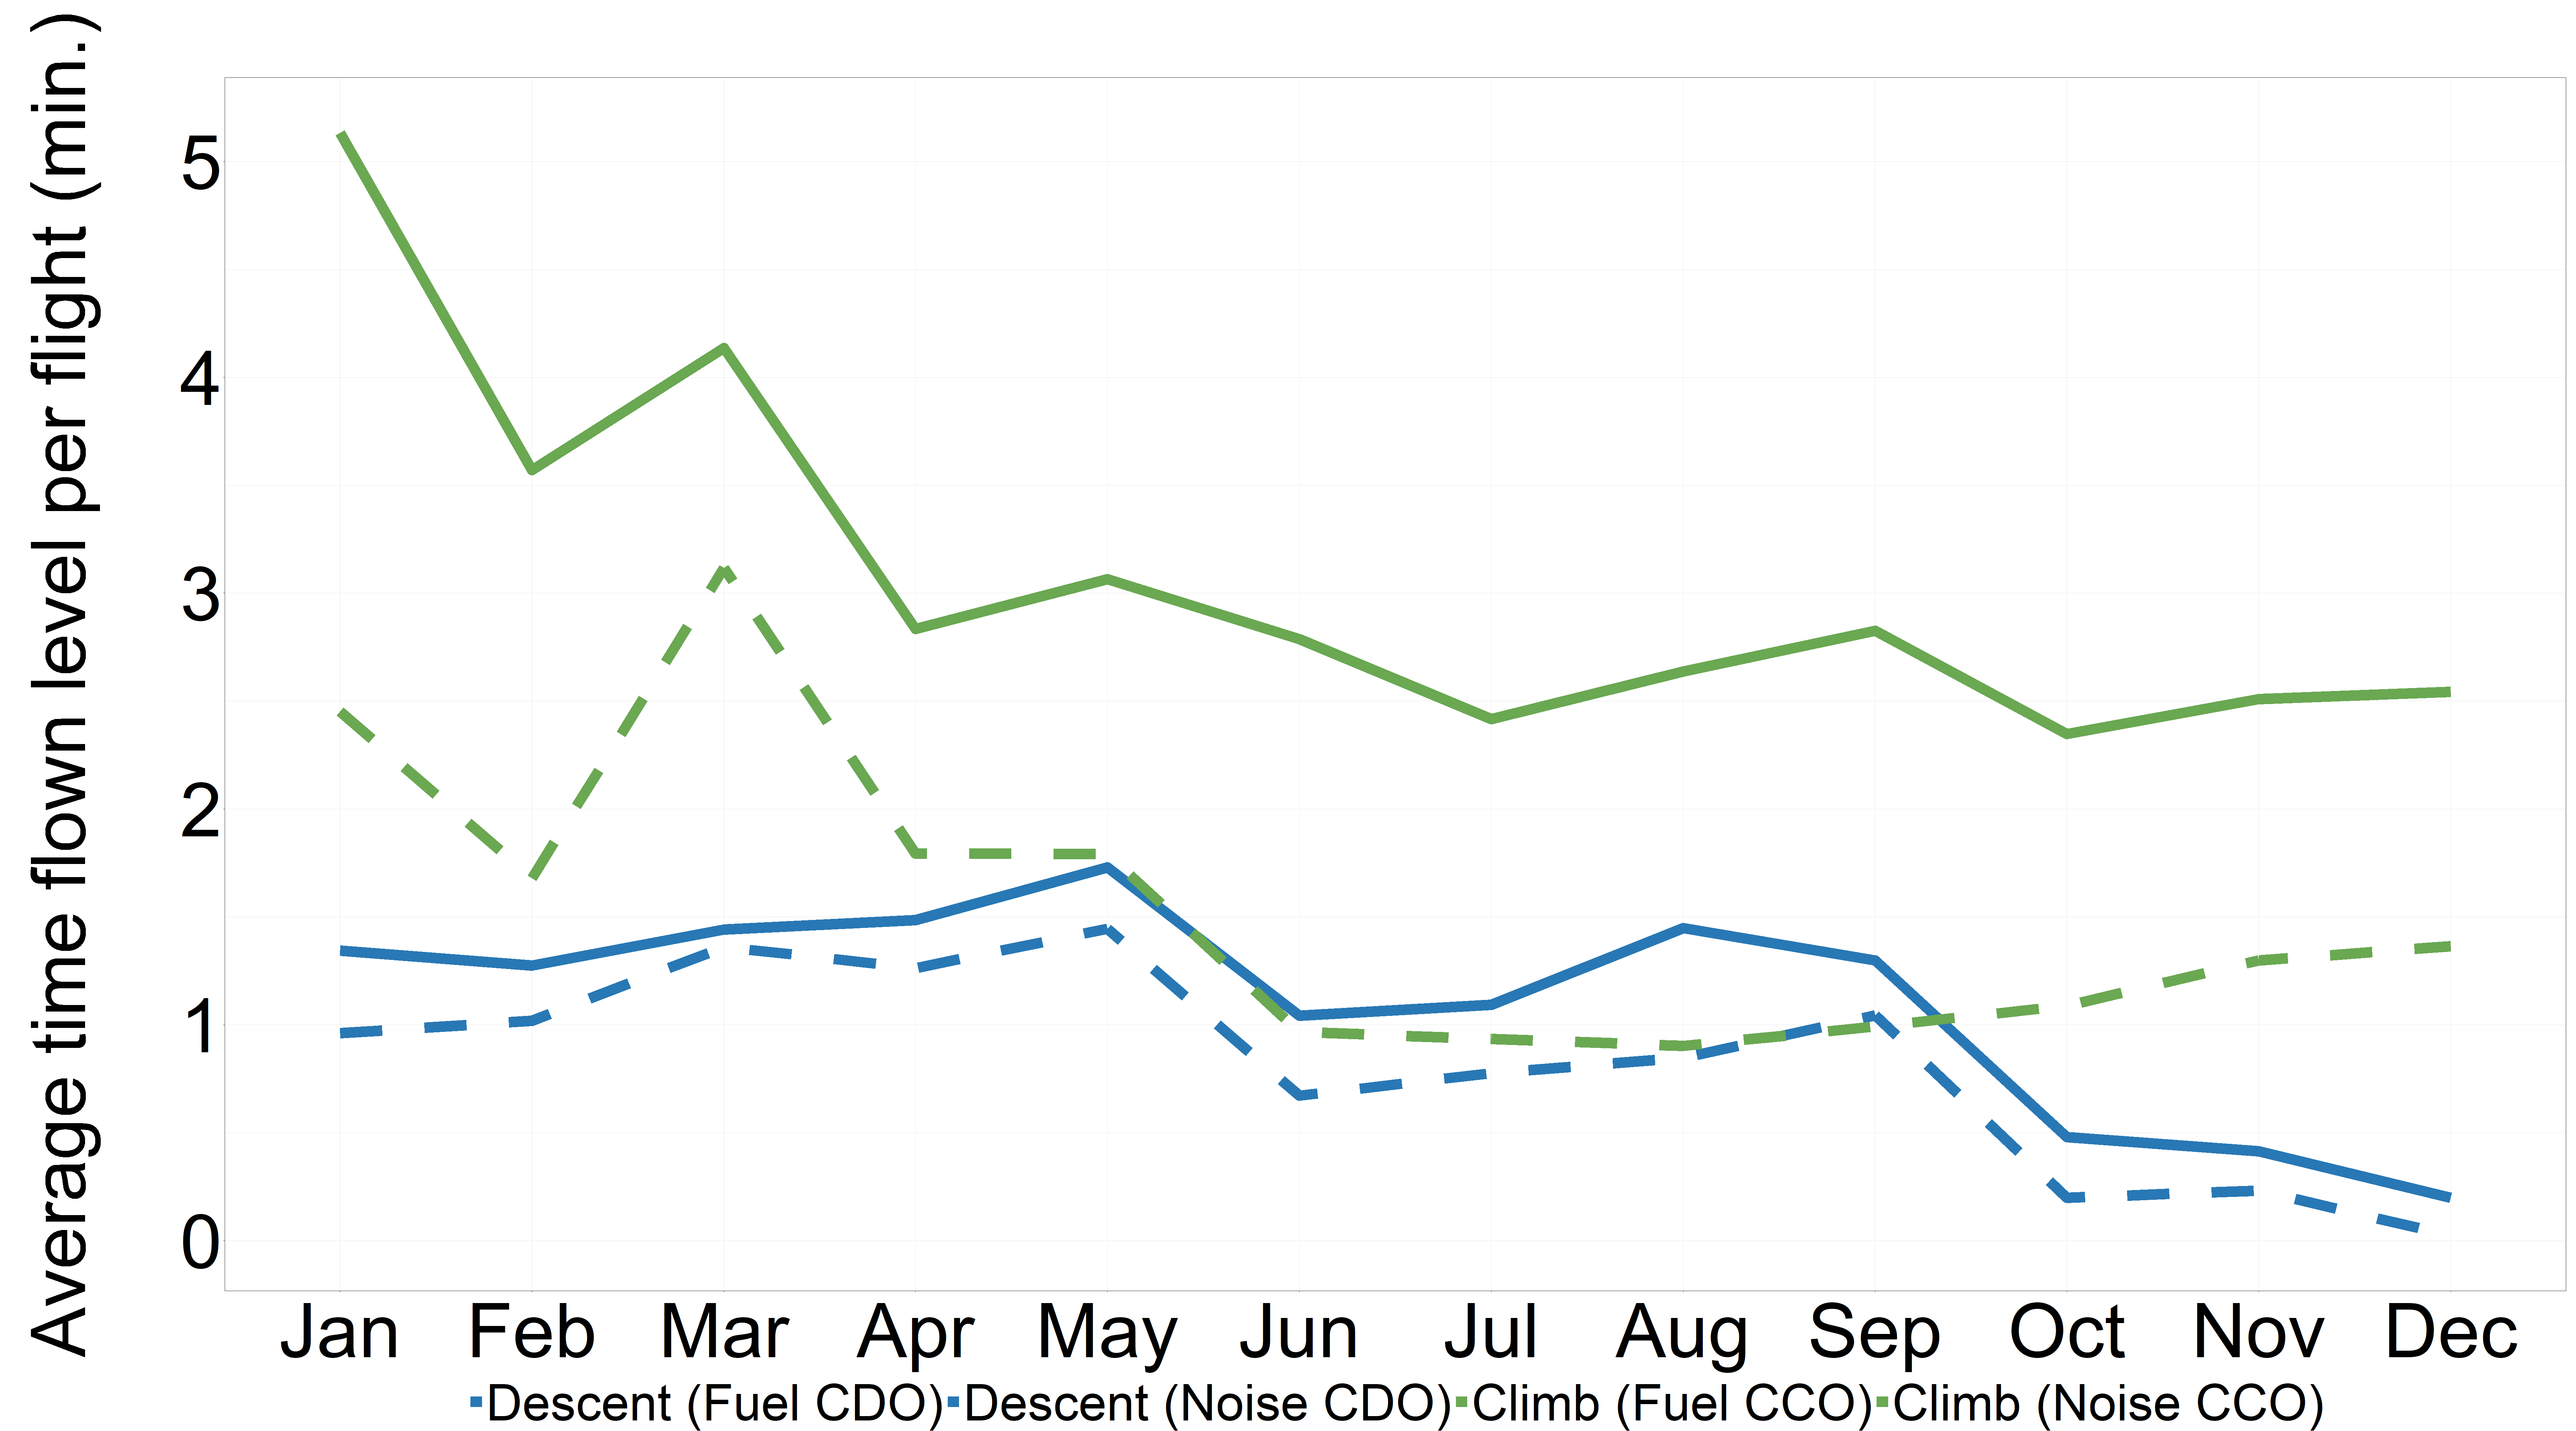 Average time flown level per flight (min.)
5
4
3
2
1
0
Jan Feb Mar Apr May Jun Jul Aug Sep Oct Nov Dec
Descent (Fuel CDO) Descent (Noise CDO) Climb (Fuel CCO) Climb (Noise CCO)